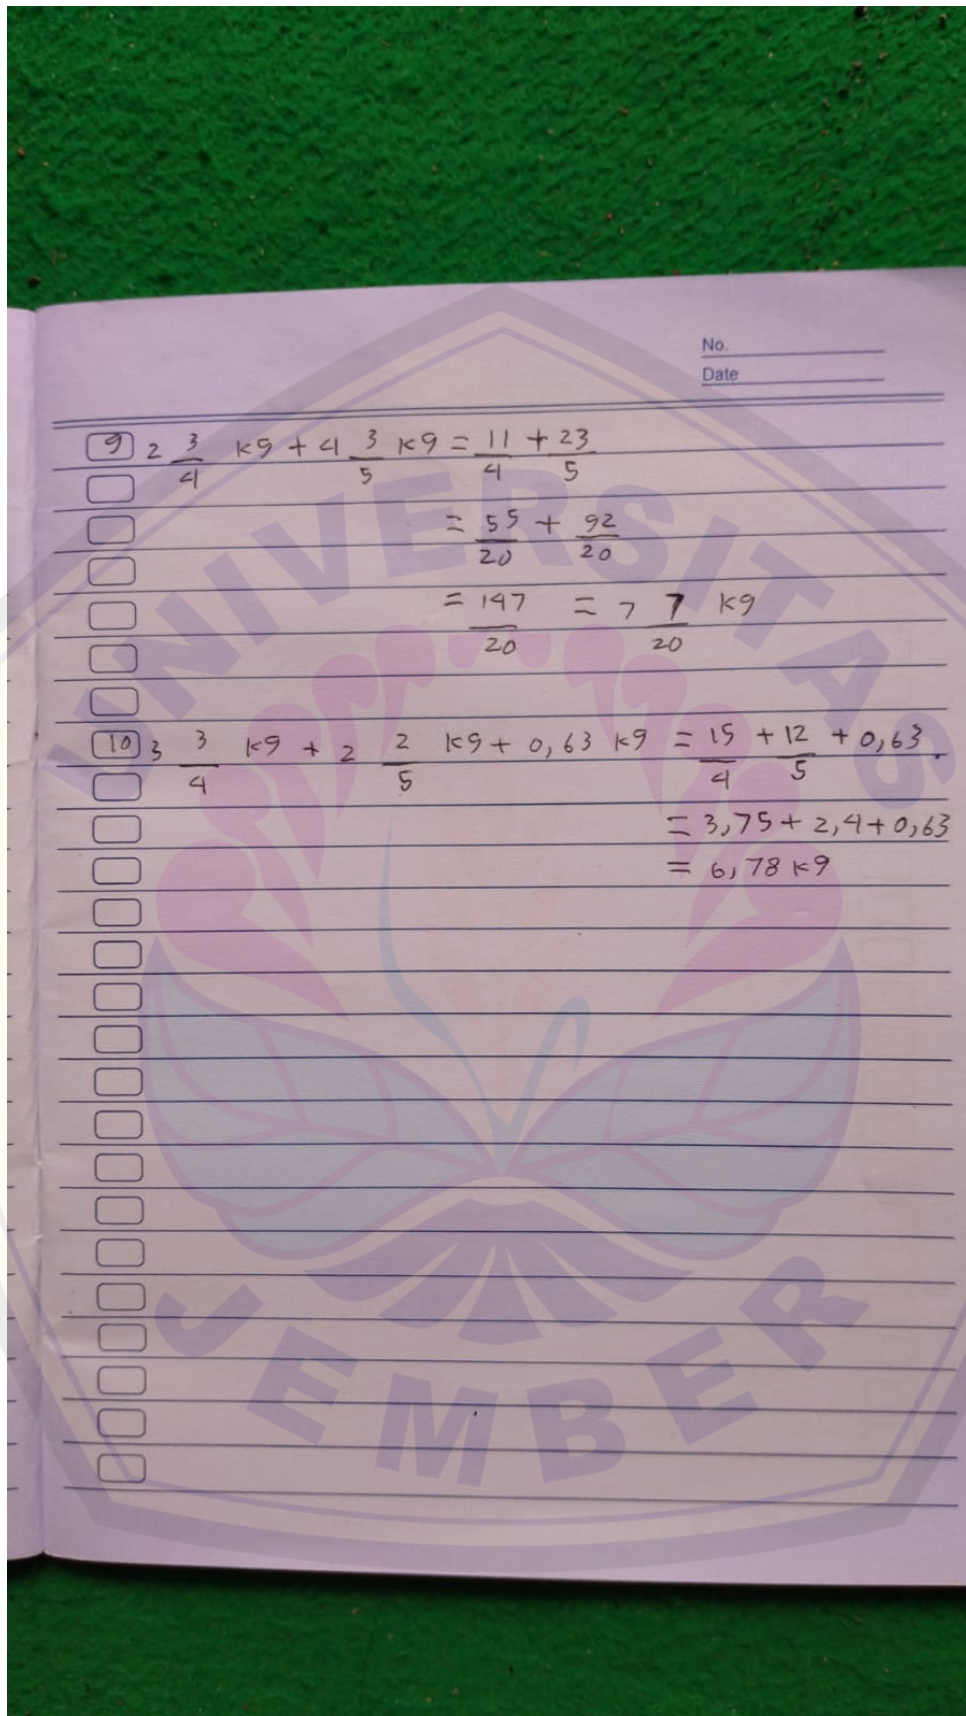 No.
Date
9 2 3/4 kg + 4 3/5 kg = 11/4 + 23/5
= 55/20 + 92/20
= 147/20 = 7 7/20 kg
10 3 3/4 kg + 2 2/5 kg + 0,63 kg = 15/4 + 12/5 + 0,63.
= 3,75 + 2,4 + 0,63
= 6,78 kg
UNIVERSITAS
JEMBER